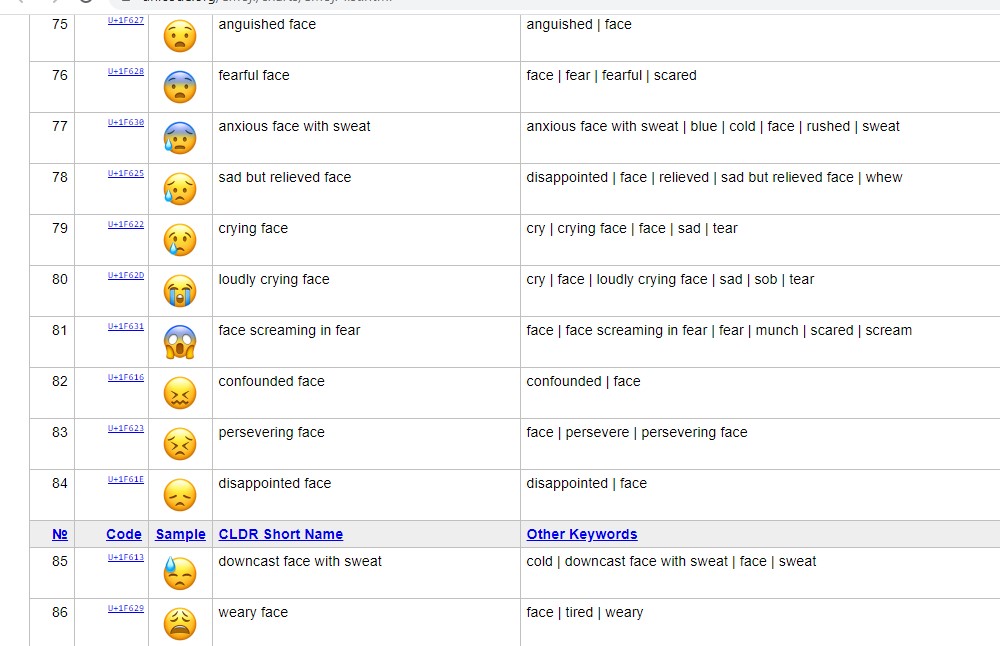 75 U+1F627 anguished face anguished | face
76 U+1F628 fearful face face | fear | fearful | scared
77 U+1F630 anxious face with sweat anxious face with sweat | blue | cold | face | rushed | sweat
78 U+1F625 sad but relieved face disappointed | face | relieved | sad but relieved face | whew
79 U+1F622 crying face cry | crying face | face | sad | tear
80 U+1F62D loudly crying face cry | face | loudly crying face | sad | sob | tear
81 U+1F631 face screaming in fear face | face screaming in fear | fear | munch | scared | scream
82 U+1F616 confounded face confounded | face
83 U+1F623 persevering face face | persevere | persevering face
84 U+1F61E disappointed face disappointed | face
№ Code Sample CLDR Short Name Other Keywords
85 U+1F613 downcast face with sweat cold | downcast face with sweat | face | sweat
86 U+1F629 weary face face | tired | weary